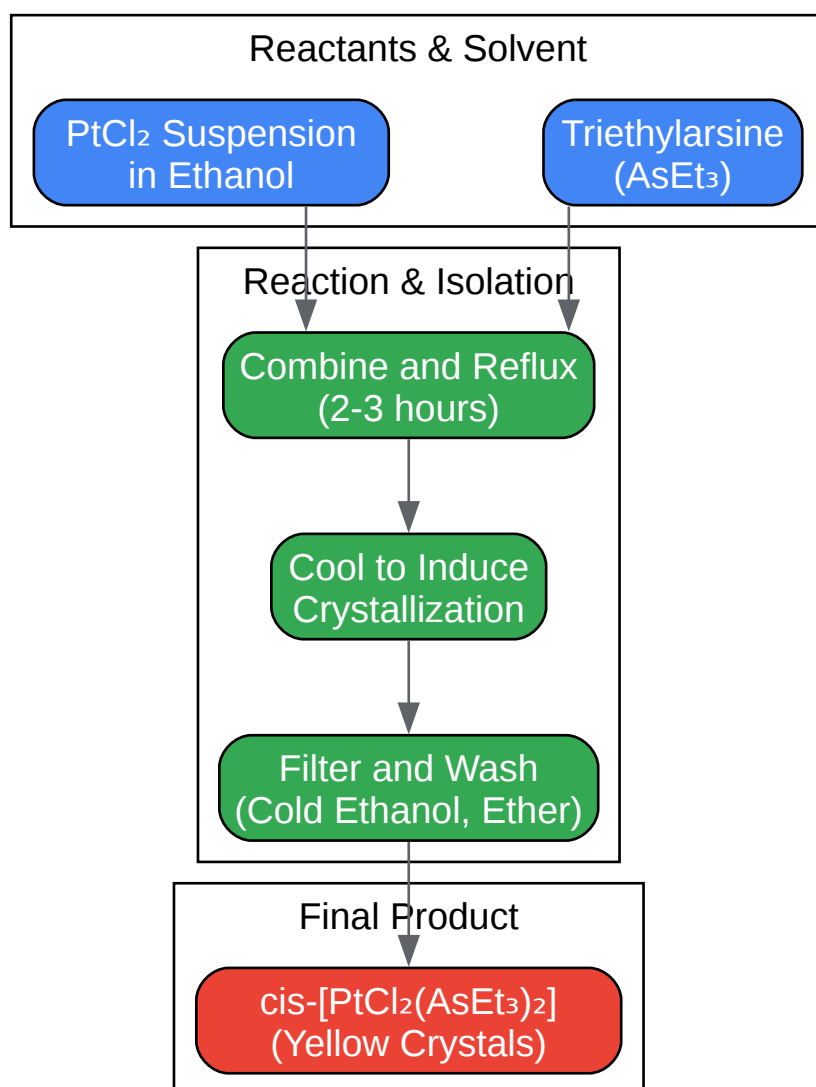 Reactants & Solvent
PtCl₂ Suspension
in Ethanol
Triethylarsine
(AsEt₃)
Reaction & Isolation
Combine and Reflux
(2-3 hours)
Cool to Induce
Crystallization
Filter and Wash
(Cold Ethanol, Ether)
Final Product
cis-[PtCl₂(AsEt₃)₂]
(Yellow Crystals)